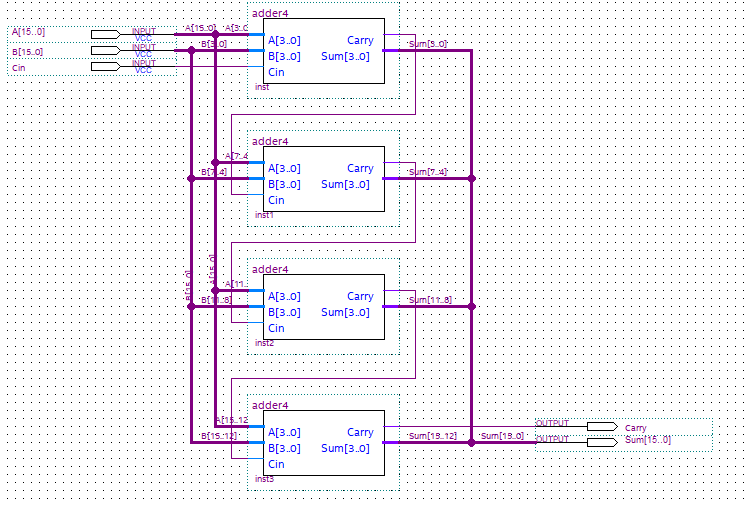 adder4
A[15..0] INPUT VCC A[15..0] A[3..0 A[3..0] Carry
B[15..0] INPUT VCC B[3..0] B[3..0] Sum[3..0] Sum[3..0]
Cin INPUT VCC Cin
inst
adder4
A[7..4 A[3..0] Carry
B[7..4] B[3..0] Sum[3..0] Sum[7..4]
Cin
inst1
B[15..0] A[15..0]
adder4
A[11.. A[3..0] Carry
B[11..8] B[3..0] Sum[3..0] Sum[11..8]
Cin
inst2
adder4
A[15..12 A[3..0] Carry OUTPUT Carry
B[15..12] B[3..0] Sum[3..0] Sum[15..12] Sum[15..0] OUTPUT Sum[15..0]
Cin
inst3